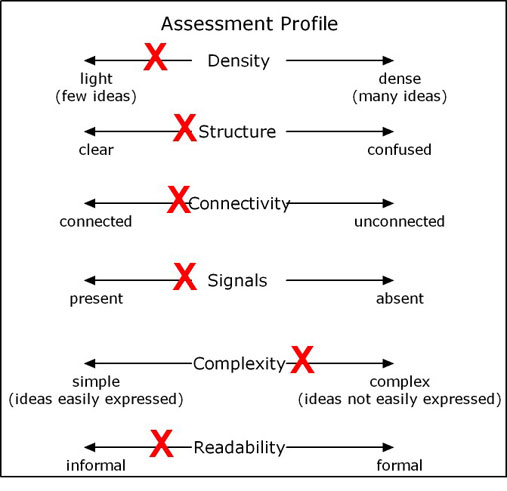 Assessment Profile
X Density
light dense
(few ideas) (many ideas)
X Structure
clear confused
X Connectivity
connected unconnected
X Signals
present absent
Complexity X
simple complex
(ideas easily expressed) (ideas not easily expressed)
X Readability
informal formal